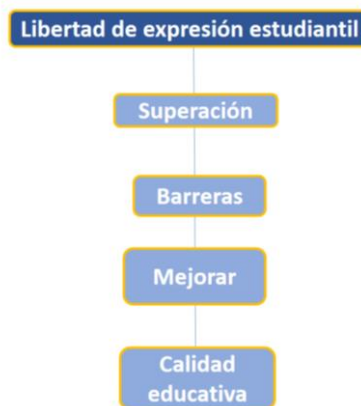 Libertad de expresión estudiantil
Superación
Barreras
Mejorar
Calidad
educativa